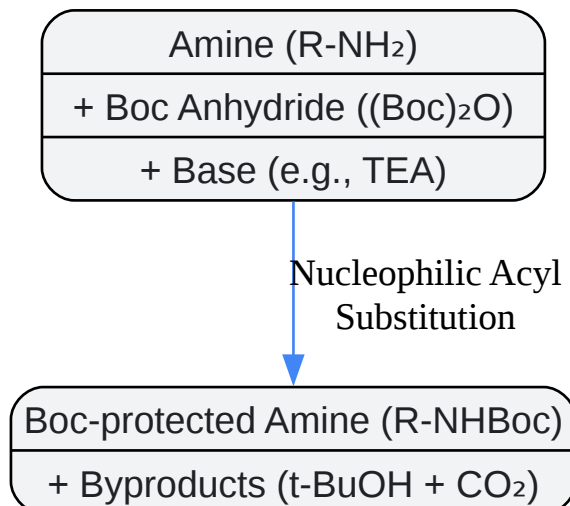 Amine (R-NH₂)
+ Boc Anhydride ((Boc)₂O)
+ Base (e.g., TEA)
Nucleophilic Acyl
Substitution
Boc-protected Amine (R-NHBoc)
+ Byproducts (t-BuOH + CO₂)